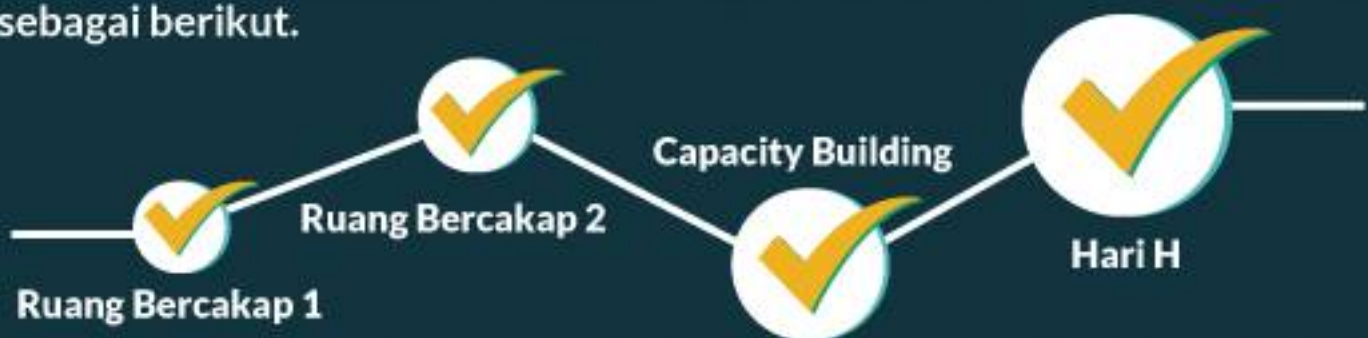 sebagai berikut.
Ruang Bercakap 1
Ruang Bercakap 2
Capacity Building
Hari H